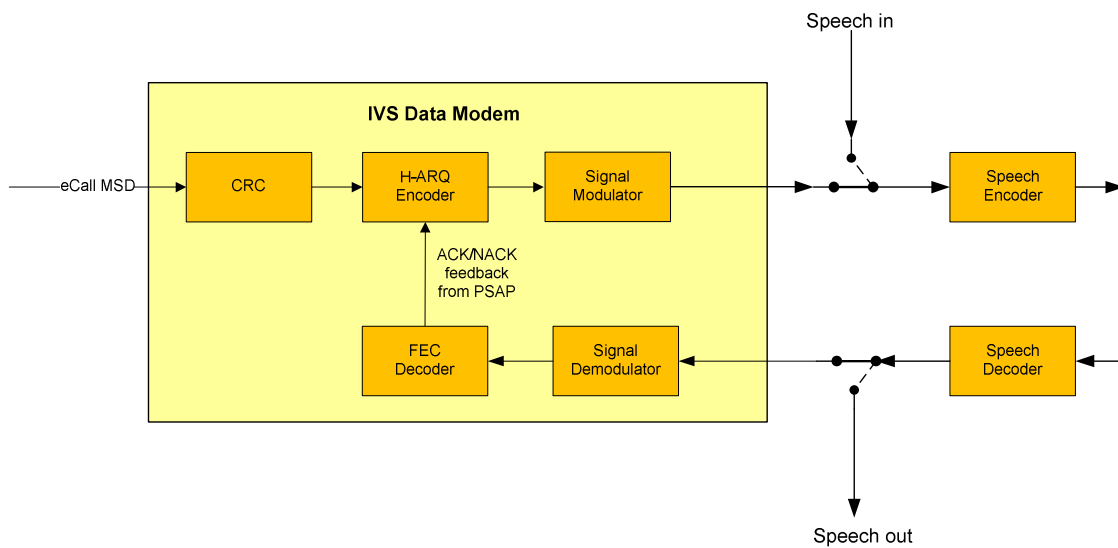 Speech in
IVS Data Modem
eCall MSD
CRC
H-ARQ
Encoder
Signal
Modulator
Speech
Encoder
ACK/NACK
feedback
from PSAP
FEC
Decoder
Signal
Demodulator
Speech
Decoder
Speech out